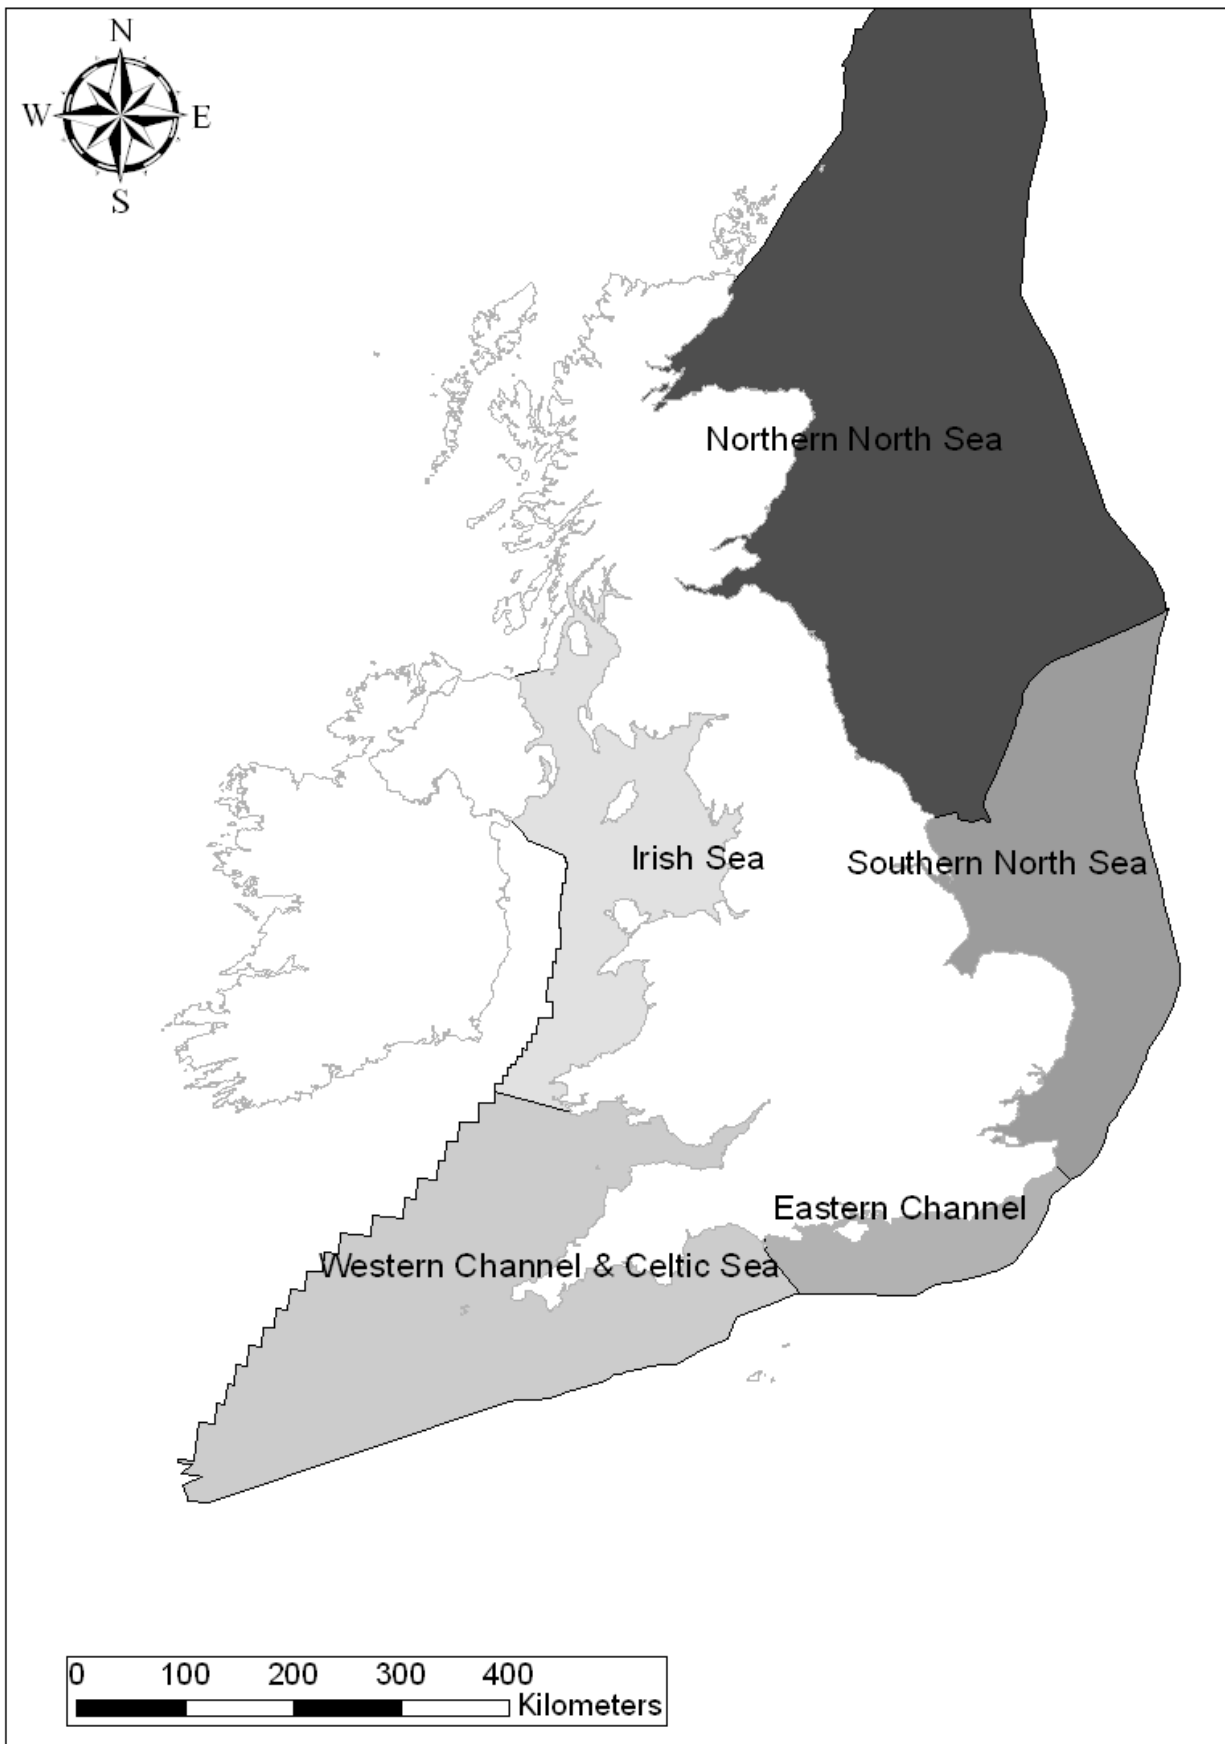 N
W E
S
Northern North Sea
Irish Sea
Southern North Sea
Eastern Channel
Western Channel & Celtic Sea
0 100 200 300 400
Kilometers